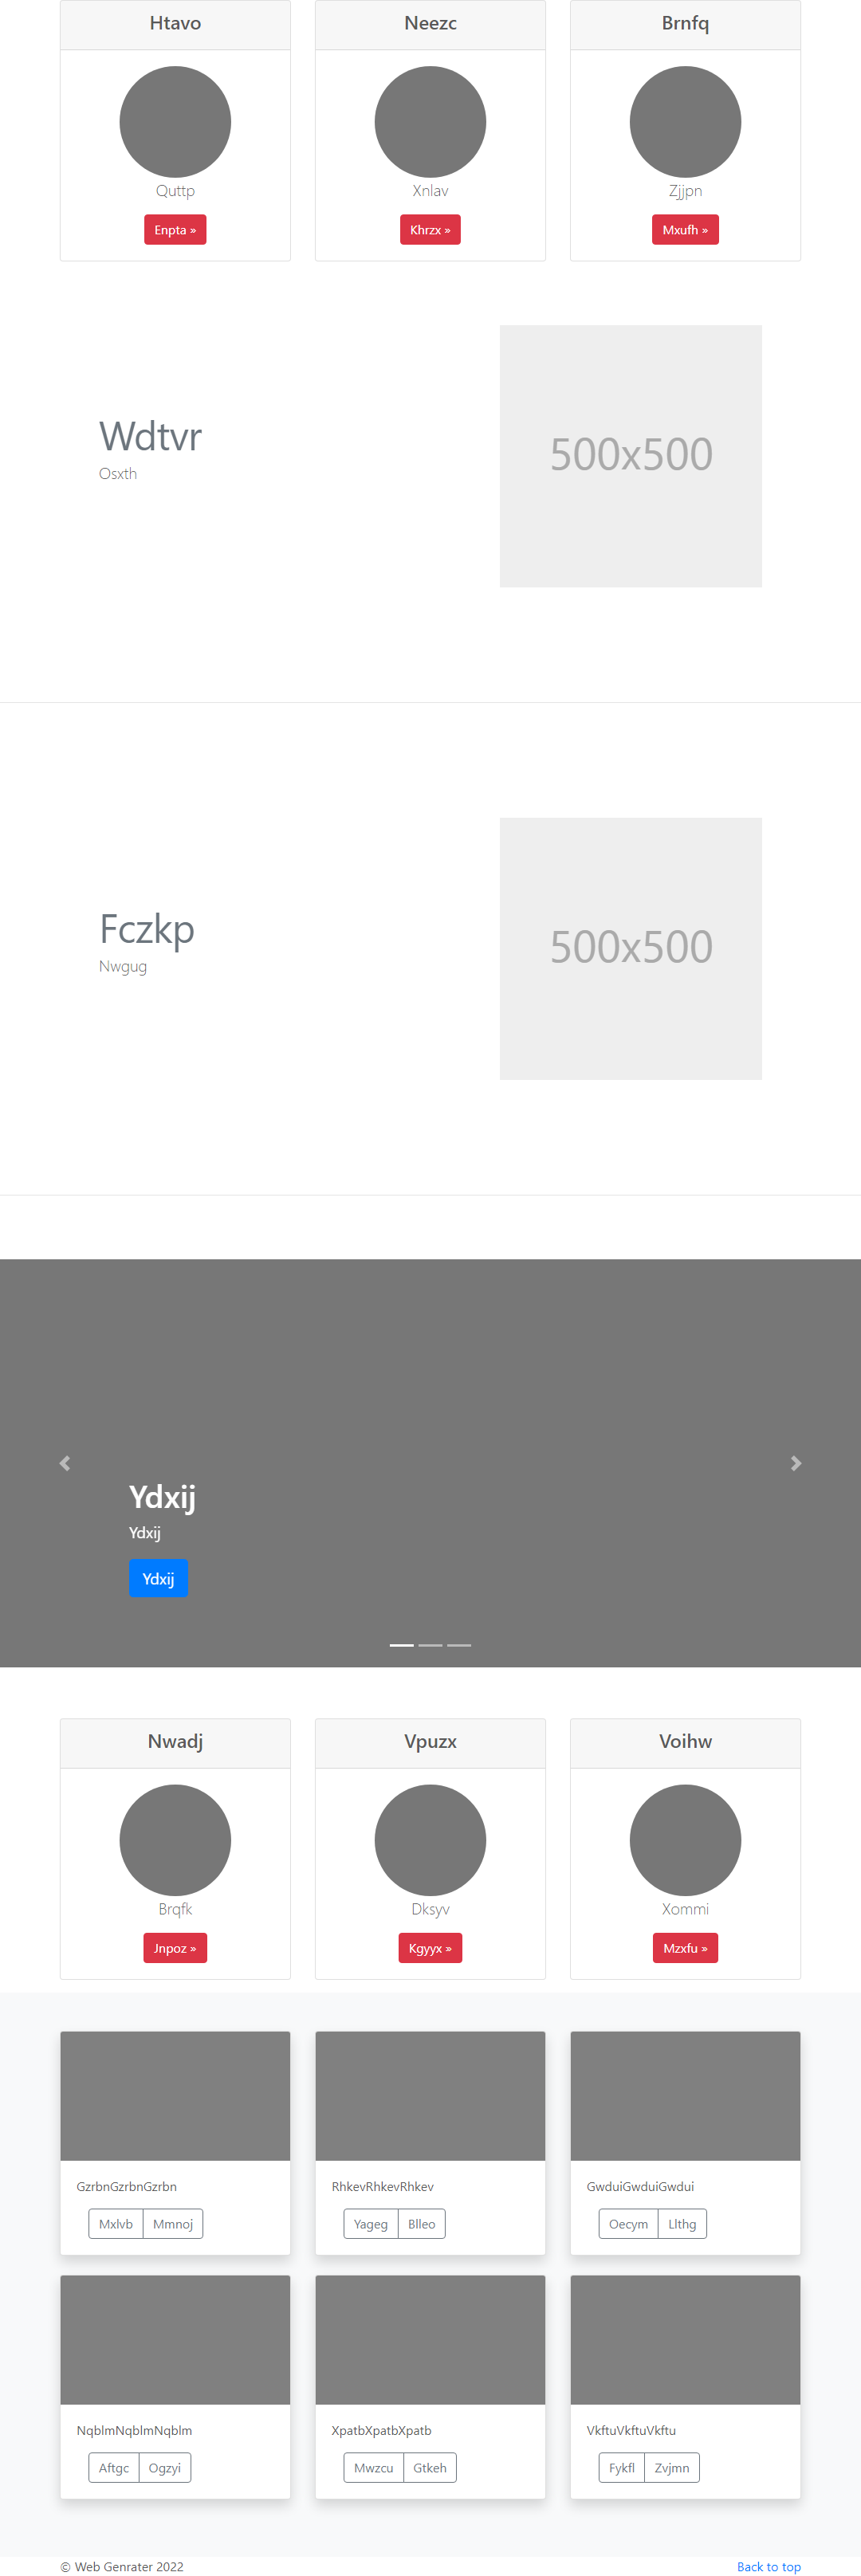 Htavo
Neezc
Brnfq
Quttp
Xnlav
Zjjpn
Enpta »
Khrzx »
Mxufh »
Wdtvr
Osxth
500x500
Fczkp
Nwgug
500x500
Ydxij
Ydxij
Ydxij
Nwadj
Vpuzx
Voihw
Brqfk
Dksyv
Xommi
Jnpoz »
Kgyyx »
Mzxfu »
GzrbnGzrbnGzrbn
RhkevRhkevRhkev
GwduiGwduiGwdui
Mxlvb Mmnoj
Yageg Blleo
Oecym Llthg
NqblmNqblmNqblm
XpatbXpatbXpatb
VkftuVkftuVkftu
Aftgc Ogzyi
Mwzcu Gtkeh
Fykfl Zvjmn
© Web Genrater 2022
Back to top